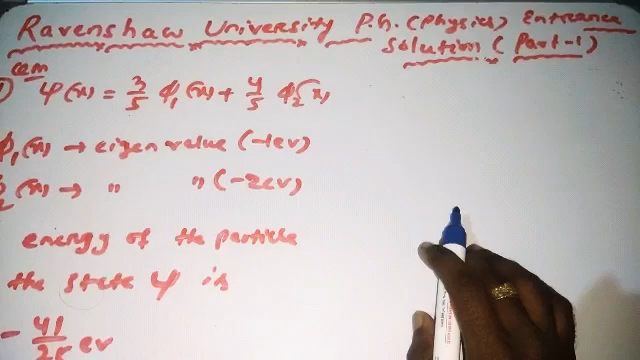 Ravenshaw University P.G. (Physics) Entrance
Solution (Part-1)
ψ(x) = 3/5 ϕ₁(x) + 4/5 ϕ₂(x)
ϕ₁(x) → eigen value (-1ev)
ϕ₂(x) → " " (-2ev)
energy of the particle
the state ψ is
- 41/25 ev